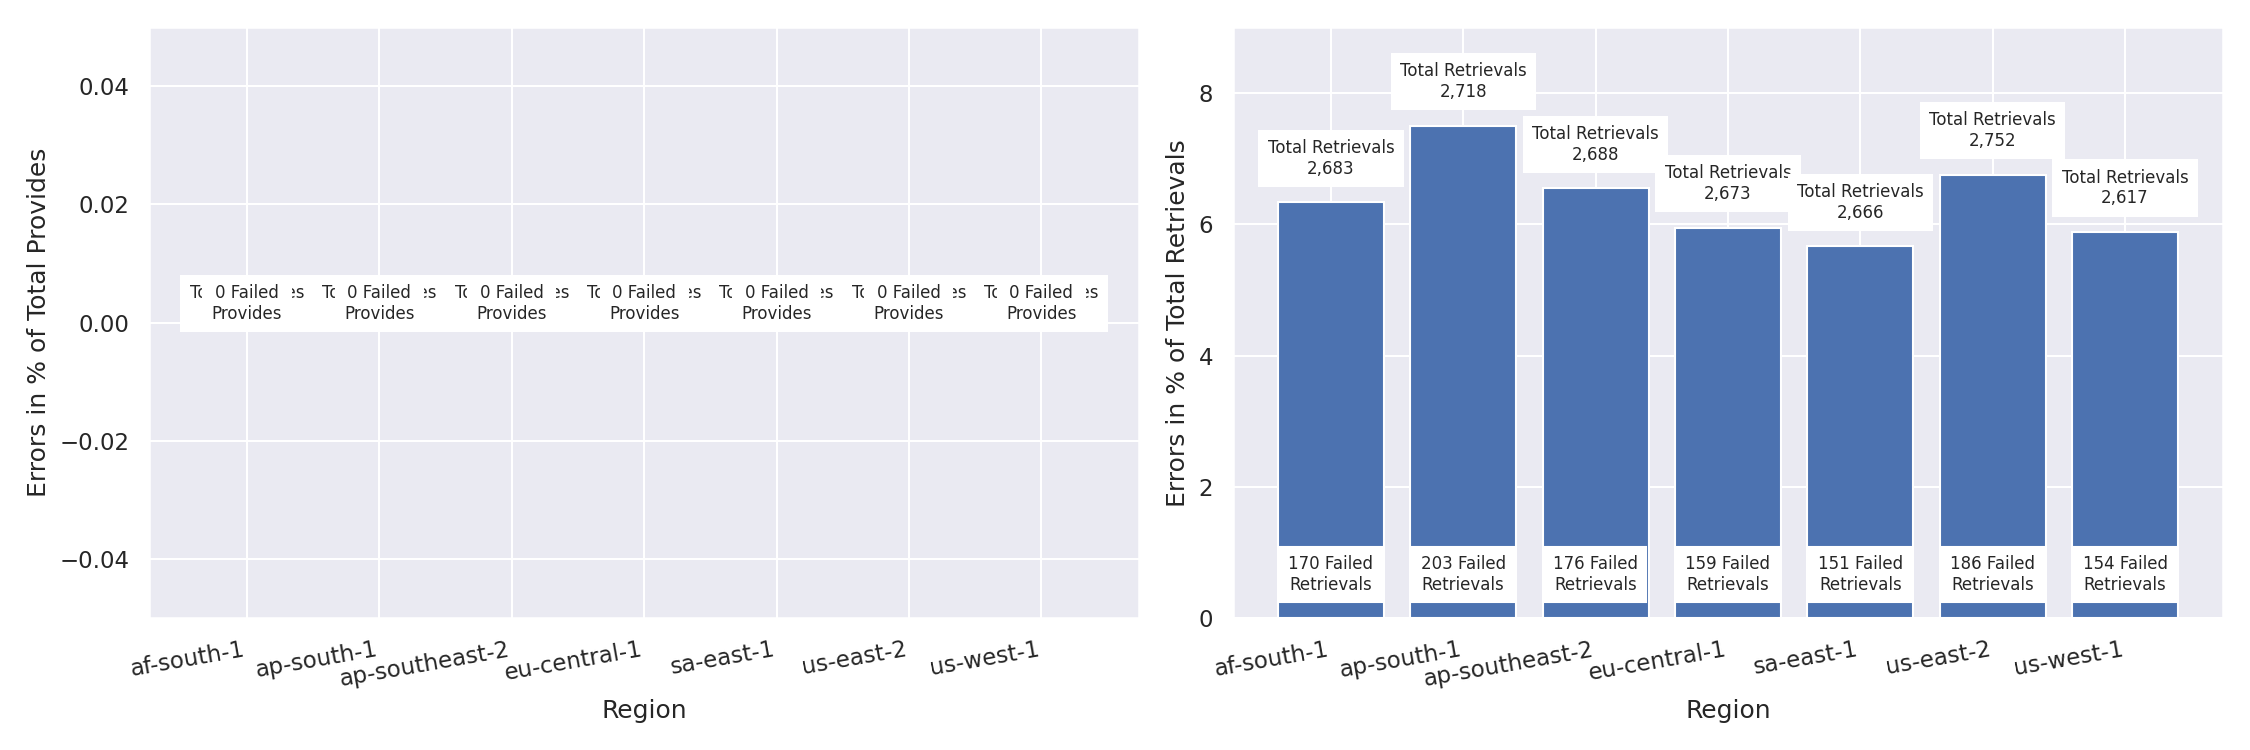 Errors in % of Total Provides
0.04
0.02
0.00
−0.02
−0.04
0 Failed
Provides
0 Failed
Provides
0 Failed
Provides
0 Failed
Provides
0 Failed
Provides
0 Failed
Provides
0 Failed
Provides
af-south-1
ap-south-1
ap-southeast-2
eu-central-1
sa-east-1
us-east-2
us-west-1
Region
Errors in % of Total Retrievals
8
6
4
2
0
Total Retrievals
2,683
Total Retrievals
2,718
Total Retrievals
2,688
Total Retrievals
2,673
Total Retrievals
2,666
Total Retrievals
2,752
Total Retrievals
2,617
170 Failed
Retrievals
203 Failed
Retrievals
176 Failed
Retrievals
159 Failed
Retrievals
151 Failed
Retrievals
186 Failed
Retrievals
154 Failed
Retrievals
af-south-1
ap-south-1
ap-southeast-2
eu-central-1
sa-east-1
us-east-2
us-west-1
Region